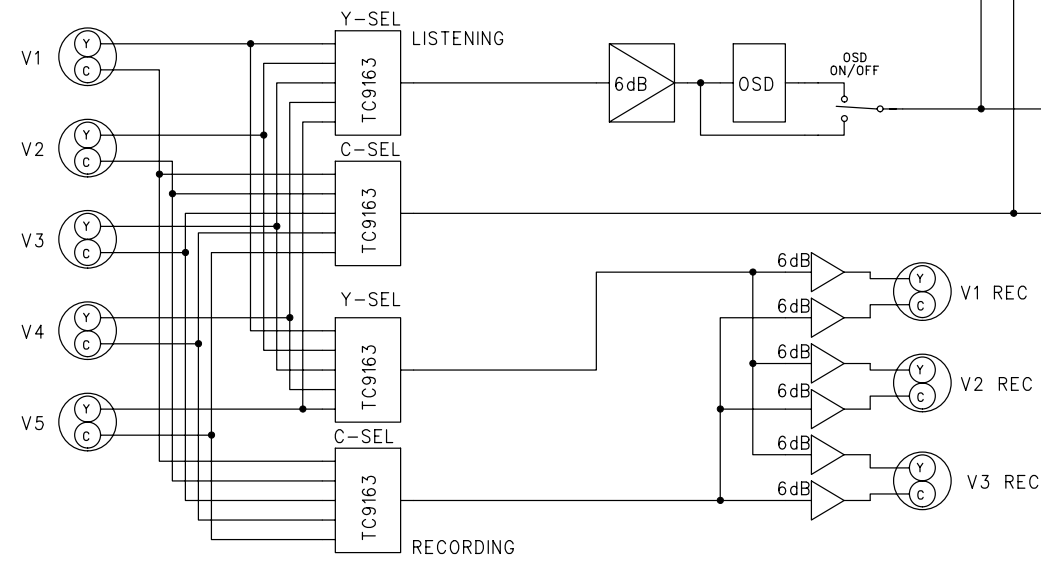 Y-SEL
LISTENING
V1
Y
C
TC9163
6dB
OSD
OSD
ON/OFF
V2
Y
C
C-SEL
TC9163
V3
Y
C
6dB
Y
C
V1 REC
6dB
Y-SEL
V4
Y
C
TC9163
6dB
Y
C
V2 REC
6dB
V5
Y
C
C-SEL
TC9163
6dB
Y
C
V3 REC
6dB
RECORDING